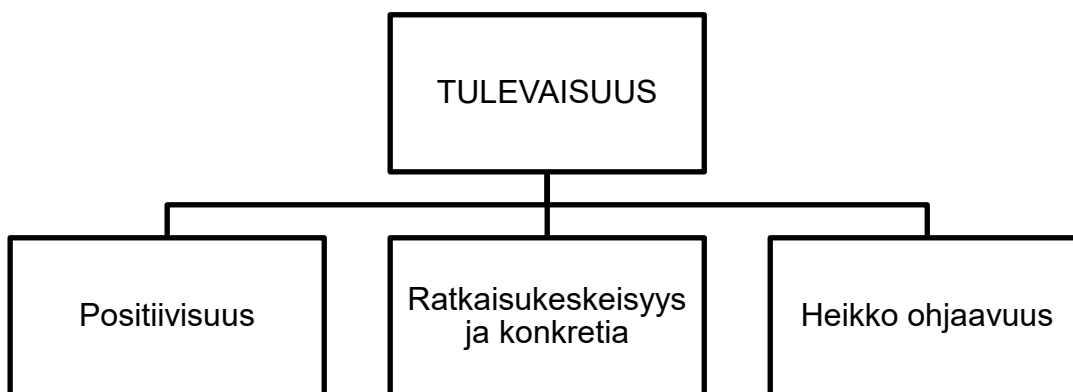 TULEVAISUUS
Positiivisuus
Ratkaisukeskeisyys
ja konkretia
Heikko ohjaavuus